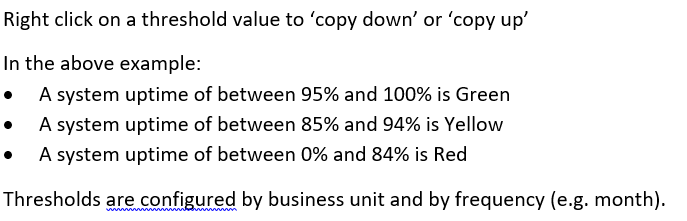 Right click on a threshold value to ‘copy down’ or ‘copy up’
In the above example:
• A system uptime of between 95% and 100% is Green
• A system uptime of between 85% and 94% is Yellow
• A system uptime of between 0% and 84% is Red
Thresholds are configured by business unit and by frequency (e.g. month).